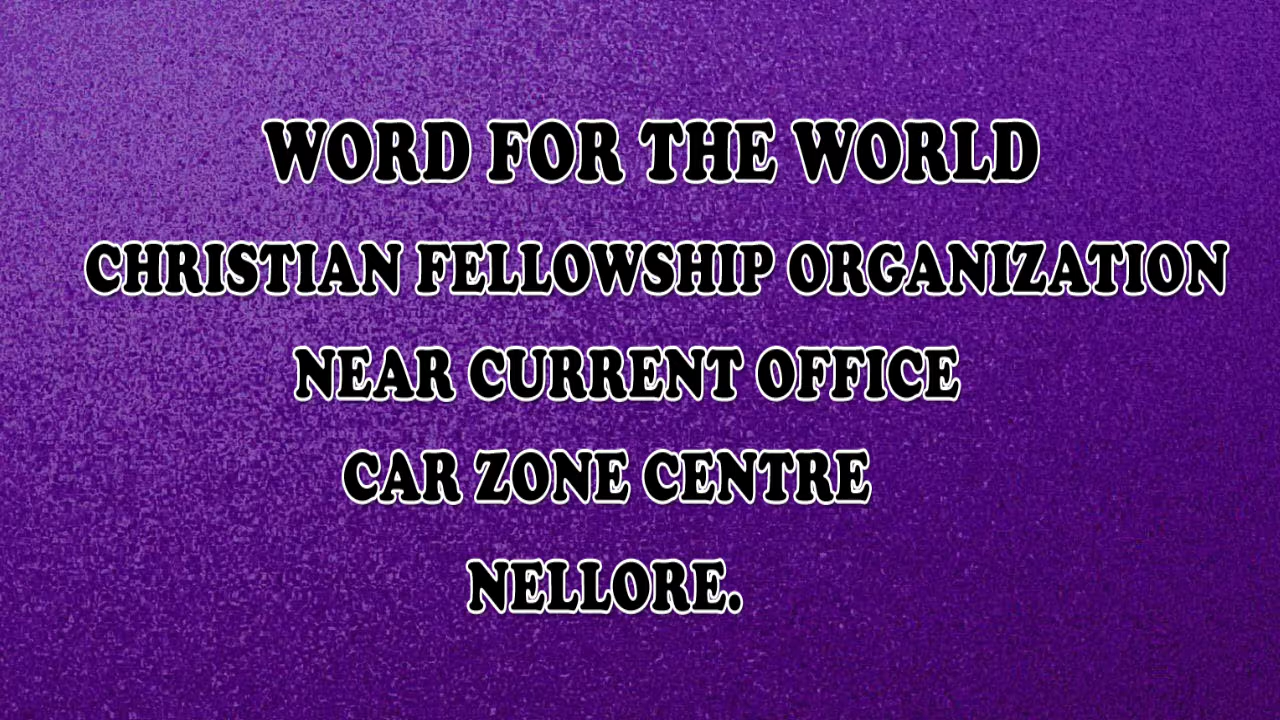 WORD FOR THE WORLD
CHRISTIAN FELLOWSHIP ORGANIZATION
NEAR CURRENT OFFICE
CAR ZONE CENTRE
NELLORE.